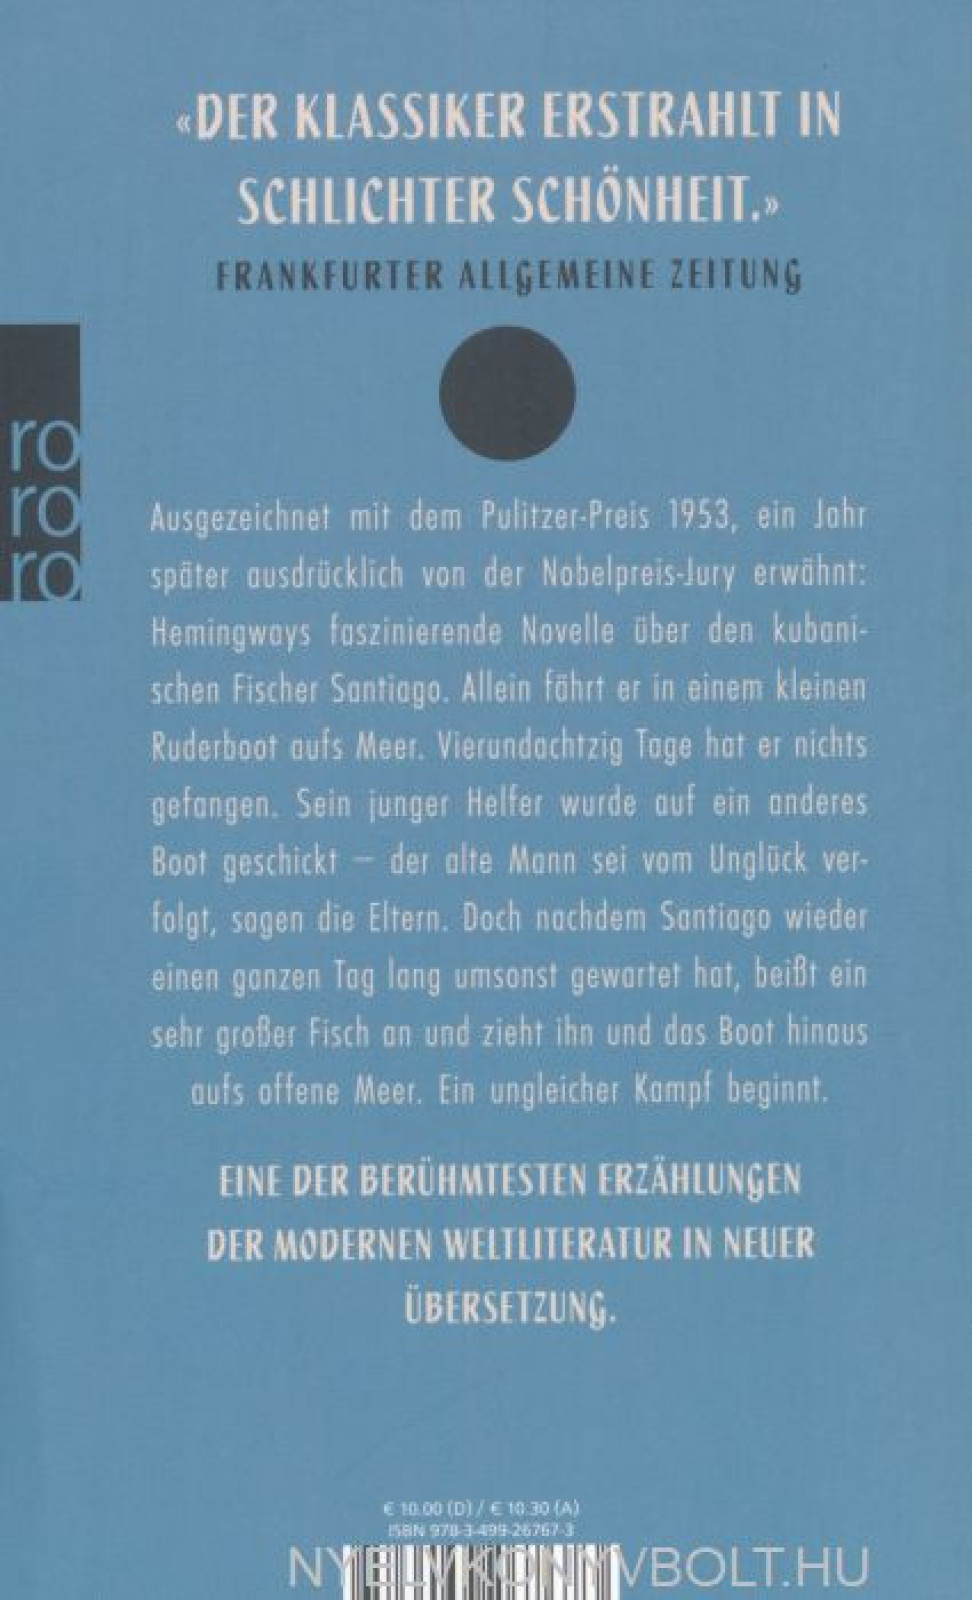 «DER KLASSIKER ERSTRAHLT IN
SCHLICHTER SCHÖNHEIT.»
FRANKFURTER ALLGEMEINE ZEITUNG
ro
ro
ro
Ausgezeichnet mit dem Pulitzer-Preis 1953, ein Jahr
später ausdrücklich von der Nobelpreis-Jury erwähnt:
Hemingways faszinierende Novelle über den kubani-
schen Fischer Santiago. Allein fährt er in einem kleinen
Ruderboot aufs Meer. Vierundachtzig Tage hat er nichts
gefangen. Sein junger Helfer wurde auf ein anderes
Boot geschickt – der alte Mann sei vom Unglück ver-
folgt, sagen die Eltern. Doch nachdem Santiago wieder
einen ganzen Tag lang umsonst gewartet hat, beißt ein
sehr großer Fisch an und zieht ihn und das Boot hinaus
aufs offene Meer. Ein ungleicher Kampf beginnt.
EINE DER BERÜHMTESTEN ERZÄHLUNGEN
DER MODERNEN WELTLITERATUR IN NEUER
ÜBERSETZUNG.
€ 10.00 (D) / € 10.30 (A)
ISBN 978-3-499-26767-3
NYELVKONYVBOLT.HU